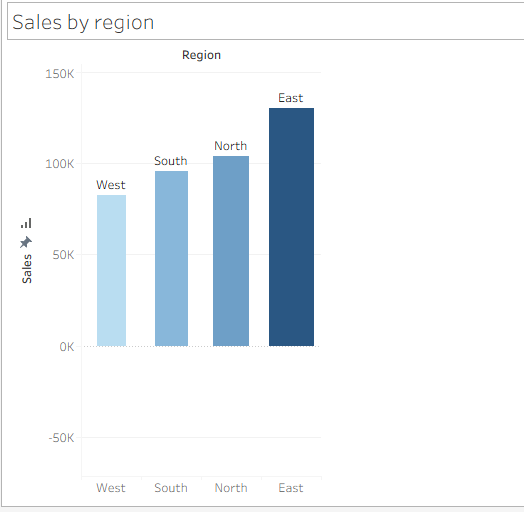 Sales by region
Region
150K
East
North
100K
South
West
Sales
50K
0K
-50K
West South North East